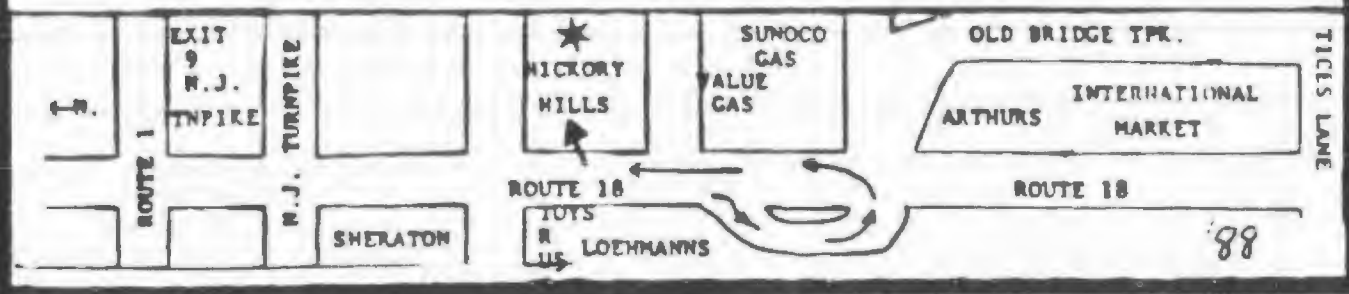 EXIT
9
N.J.
TNPIKE
N.
ROUTE 1
N.J. TURNPIKE
HICKORY
HILLS
VALUE
GAS
SUNOCO
GAS
OLD BRIDGE TPK.
ARTHURS
INTERNATIONAL
MARKET
TICES LANE
ROUTE 18
ROUTE 18
SHERATON
TOYS
R
US
LOEHMANNS
88